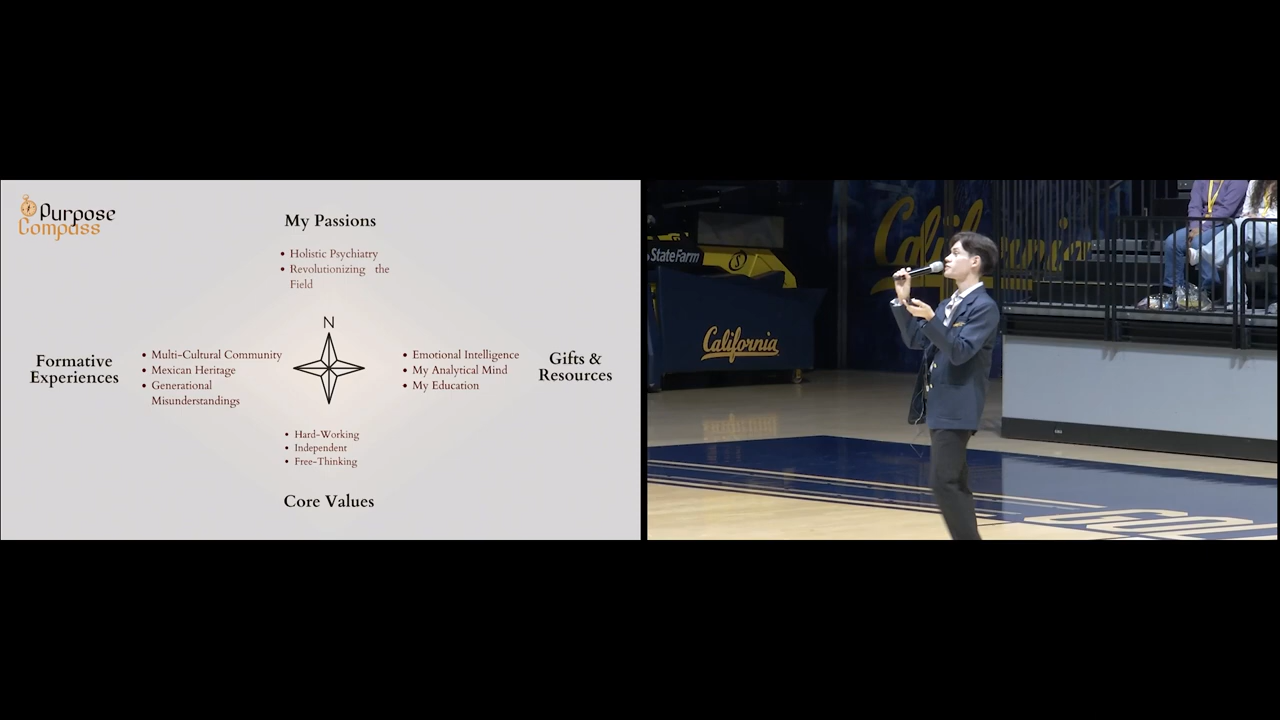 Purpose
Compass
My Passions
• Holistic Psychiatry
• Revolutionizing the
Field
N
Formative
Experiences
• Multi-Cultural Community
• Mexican Heritage
• Generational
Misunderstandings
• Emotional Intelligence
• My Analytical Mind
• My Education
Gifts &
Resources
• Hard-Working
• Independent
• Free-Thinking
Core Values
StateFarm
California
California